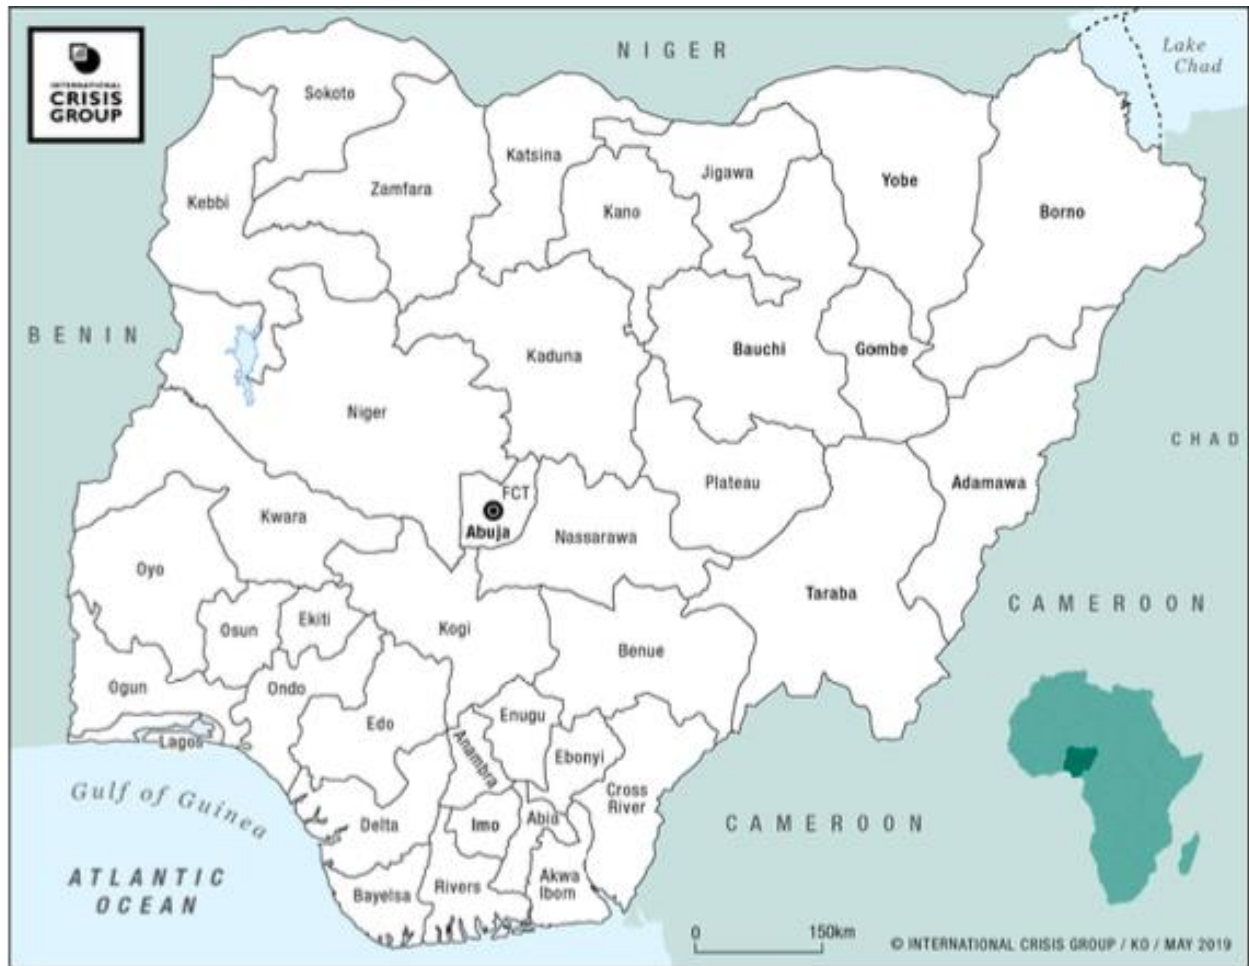 INTERNATIONAL
CRISIS
GROUP
NIGER
Lake
Chad
Sokoto
Katsina
Jigawa
Zamfara
Kebbi
Kano
Yobe
Borno
BENIN
Kaduna
Bauchi
Gombe
Niger
CHAD
Plateau
Adamawa
FCT
Abuja
Kwara
Nassarawa
Oyo
Taraba
CAMEROON
Osun
Ekiti
Kogi
Benue
Ogun
Ondo
Edo
Enugu
Lagos
Anambra
Ebonyi
Cross
River
Gulf of Guinea
Delta
Imo
Abia
CAMEROON
ATLANTIC
OCEAN
Bayelsa
Rivers
Akwa
Ibom
0 150km
© INTERNATIONAL CRISIS GROUP / KO / MAY 2019